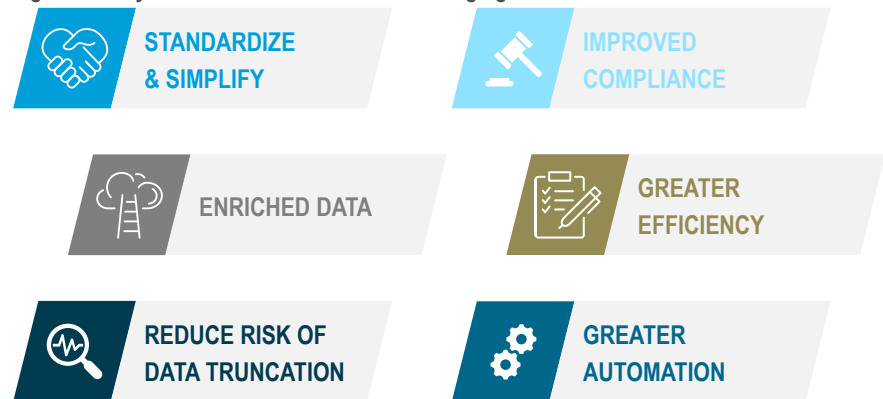 STANDARDIZE
& SIMPLIFY
IMPROVED
COMPLIANCE
ENRICHED DATA
GREATER
EFFICIENCY
REDUCE RISK OF
DATA TRUNCATION
GREATER
AUTOMATION